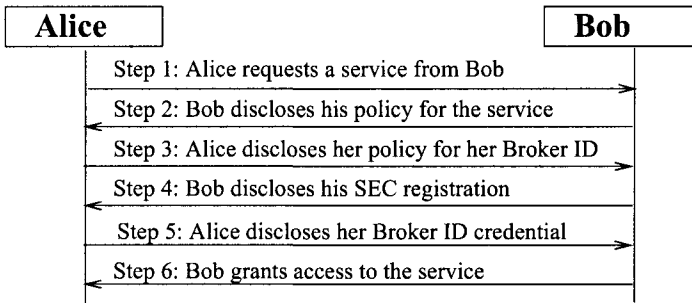 Alice
Bob
Step 1: Alice requests a service from Bob
Step 2: Bob discloses his policy for the service
Step 3: Alice discloses her policy for her Broker ID
Step 4: Bob discloses his SEC registration
Step 5: Alice discloses her Broker ID credential
Step 6: Bob grants access to the service